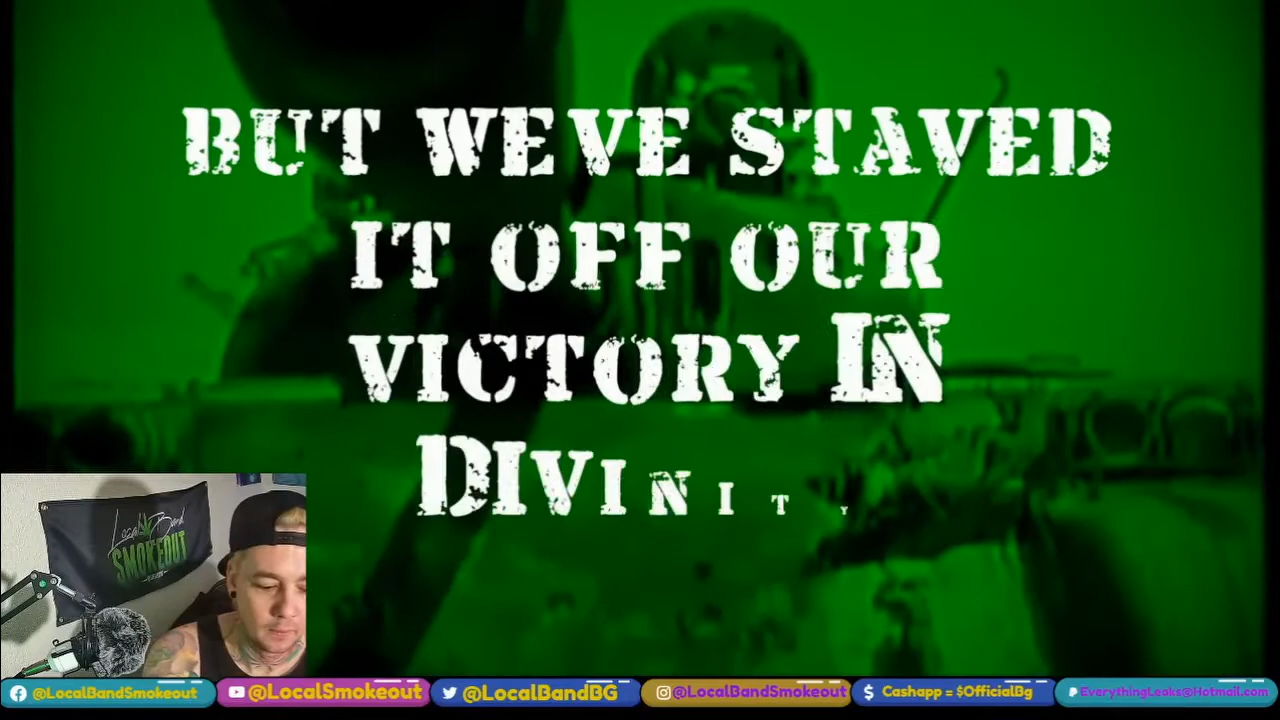 BUT WEVE STAVED
IT OFF OUR
VICTORY IN
DIVINITY
Local Band
SMOKEOUT
@LocalBandSmokeout
@LocalSmokeout
@LocalBandBG
@LocalBandSmokeout
Cashapp = $OfficialBg
EverythingLeaks@Hotmail.com